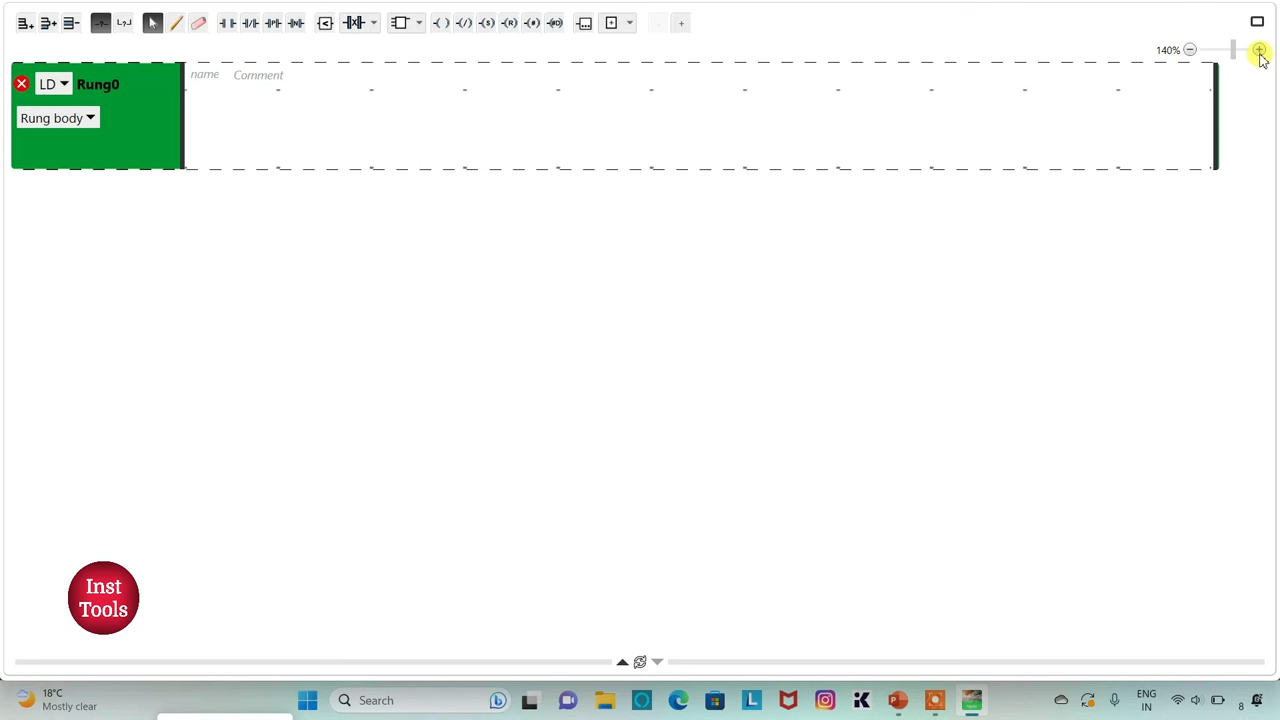 140%
LD Rung0
name Comment
Rung body
Inst
Tools
18°C
Mostly clear
Search
ENG
IN
8